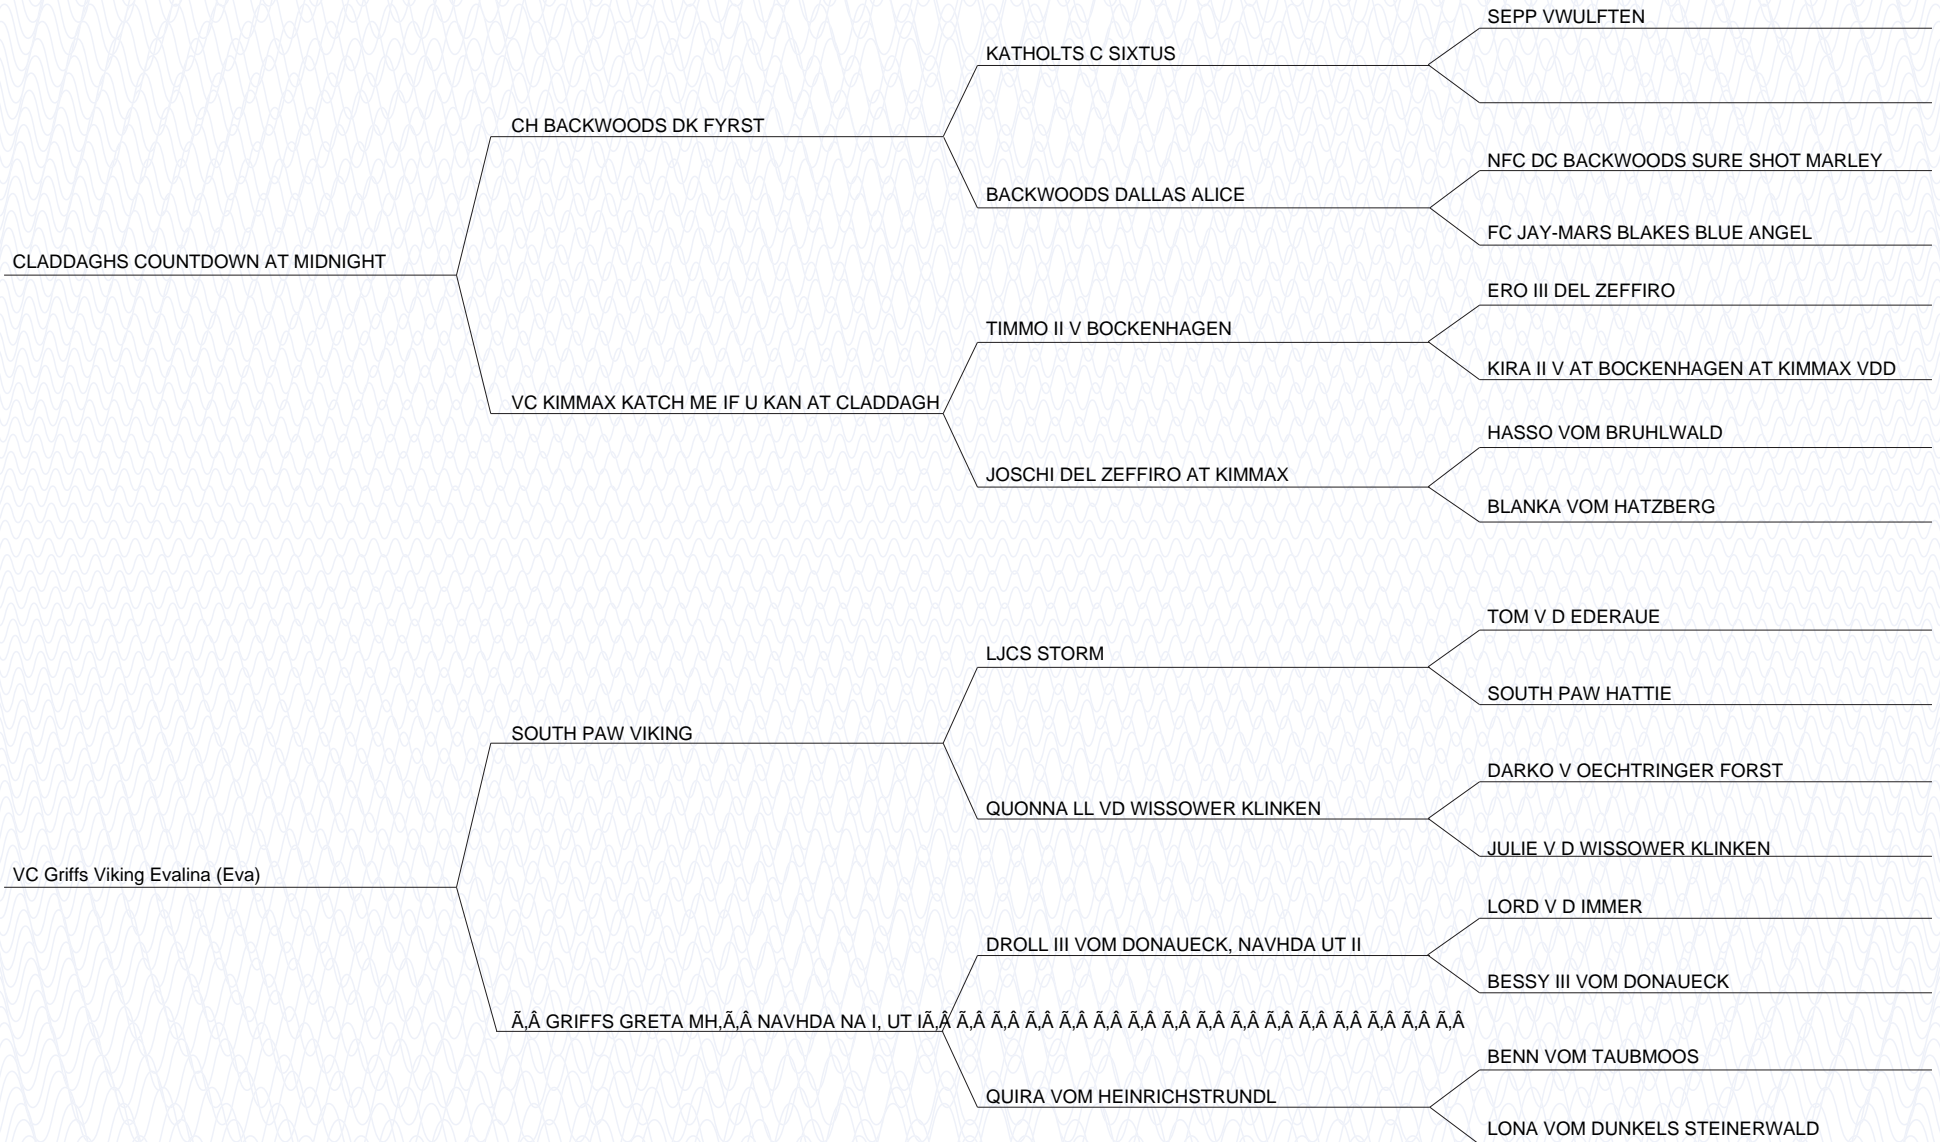 SEPP VWULFTEN
KATHOLTS C SIXTUS
CH BACKWOODS DK FYRST
NFC DC BACKWOODS SURE SHOT MARLEY
BACKWOODS DALLAS ALICE
FC JAY-MARS BLAKES BLUE ANGEL
CLADDAGHS COUNTDOWN AT MIDNIGHT
ERO III DEL ZEFFIRO
TIMMO II V BOCKENHAGEN
KIRA II V AT BOCKENHAGEN AT KIMMAX VDD
VC KIMMAX KATCH ME IF U KAN AT CLADDAGH
HASSO VOM BRUHLWALD
JOSCHI DEL ZEFFIRO AT KIMMAX
BLANKA VOM HATZBERG
TOM V D EDERAUE
LJCS STORM
SOUTH PAW HATTIE
SOUTH PAW VIKING
DARKO V OECHTRINGER FORST
QUONNA LL VD WISSOWER KLINKEN
JULIE V D WISSOWER KLINKEN
VC Griffs Viking Evalina (Eva)
LORD V D IMMER
DROLL III VOM DONAUECK, NAVHDA UT II
BESSY III VOM DONAUECK
Ã,Â GRIFFS GRETA MH,Ã,Â NAVHDA NA I, UT IÃ,Â Ã,Â Ã,Â Ã,Â Ã,Â Ã,Â Ã,Â Ã,Â Ã,Â Ã,Â Ã,Â Ã,Â Ã,Â Ã,Â Ã,Â Ã,Â
BENN VOM TAUBMOOS
QUIRA VOM HEINRICHSTRUNDL
LONA VOM DUNKELS STEINERWALD